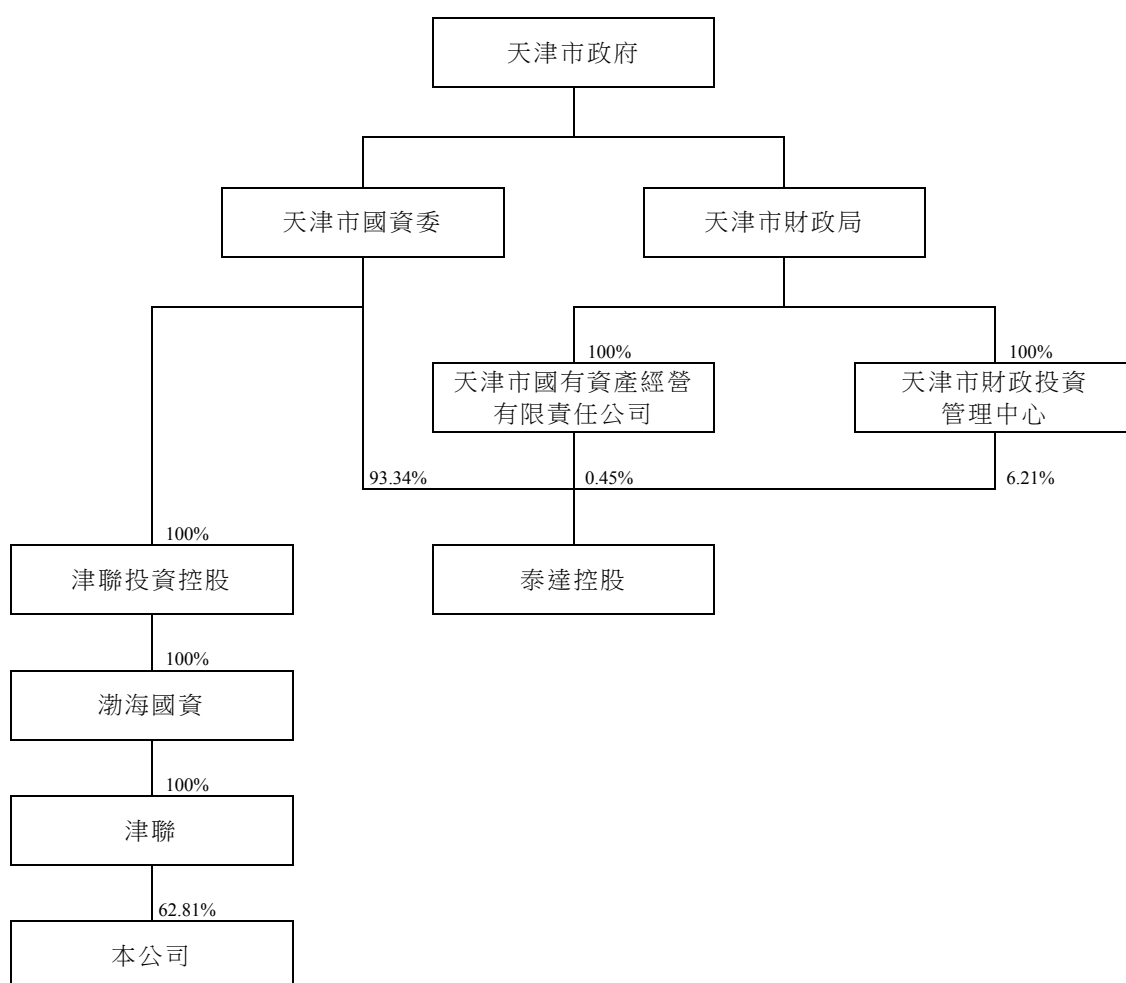 天津市政府
天津市國資委
天津市財政局
100%
100%
天津市國有資產經營
有限責任公司
天津市財政投資
管理中心
93.34%
0.45%
6.21%
100%
津聯投資控股
泰達控股
100%
渤海國資
100%
津聯
62.81%
本公司